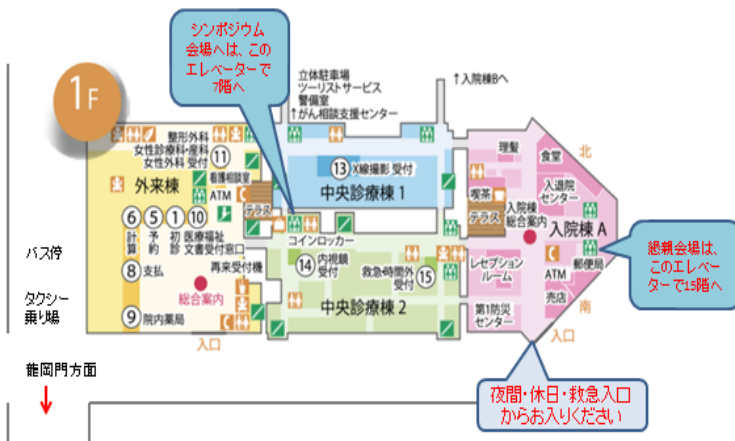 シンポジウム
会場へは、この
エレベーターで
7階へ
1F
立体駐車場
ツーリストサービス
警備室
↑がん相談支援センター
↑入院棟Bへ
整形外科
女性診療科・産科
女性外科 受付
⑪
看護相談室
外来棟
ATM
テラス
⑬ X線撮影 受付
中央診療棟 1
理髪
食堂
北
入退院
センター
喫茶
テラス
入院棟
総合案内
入院棟 A
⑥ ⑤ ① ⑩
計算
予約
初診
医療福祉
文書受付窓口
コインロッカー
バス停
⑧ 支払
再来受付機
総合案内
⑭ 内視鏡
受付
救急・時間外
受付 ⑮
中央診療棟 2
レセプション
ルーム
ATM
郵便局
売店
南
懇親会場は、
このエレベー
ターで15階へ
タクシー
乗り場
⑨ 院内薬局
入口
第1防災
センター
入口
龍岡門方面
夜間・休日・救急入口
からお入りください